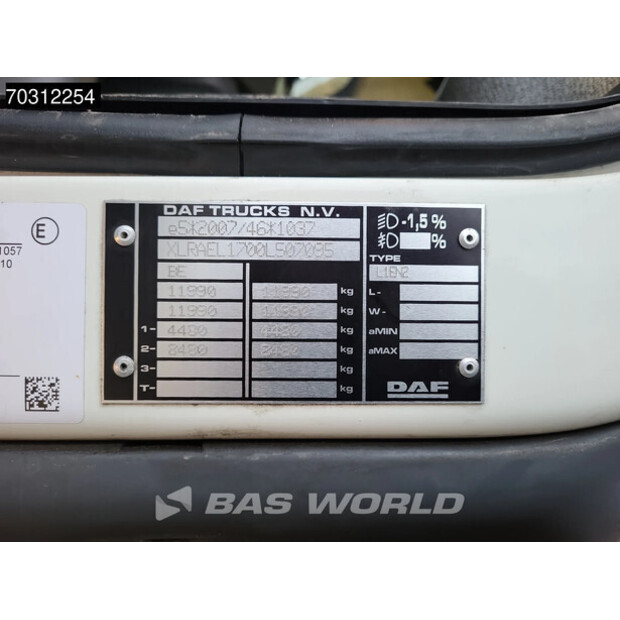 70312254
E
1057
10
DAF TRUCKS N.V.
e5*2007/46*1037
XLRAEL1700L507085
BE
11990 11990 kg
11990 11990 kg
1- 4480 4480 kg
2- 8480 8480 kg
3- kg
T- kg
D -1,5 %
D %
TYPE
L1EN2
L-
W-
aMIN
aMAX
DAF
BAS WORLD